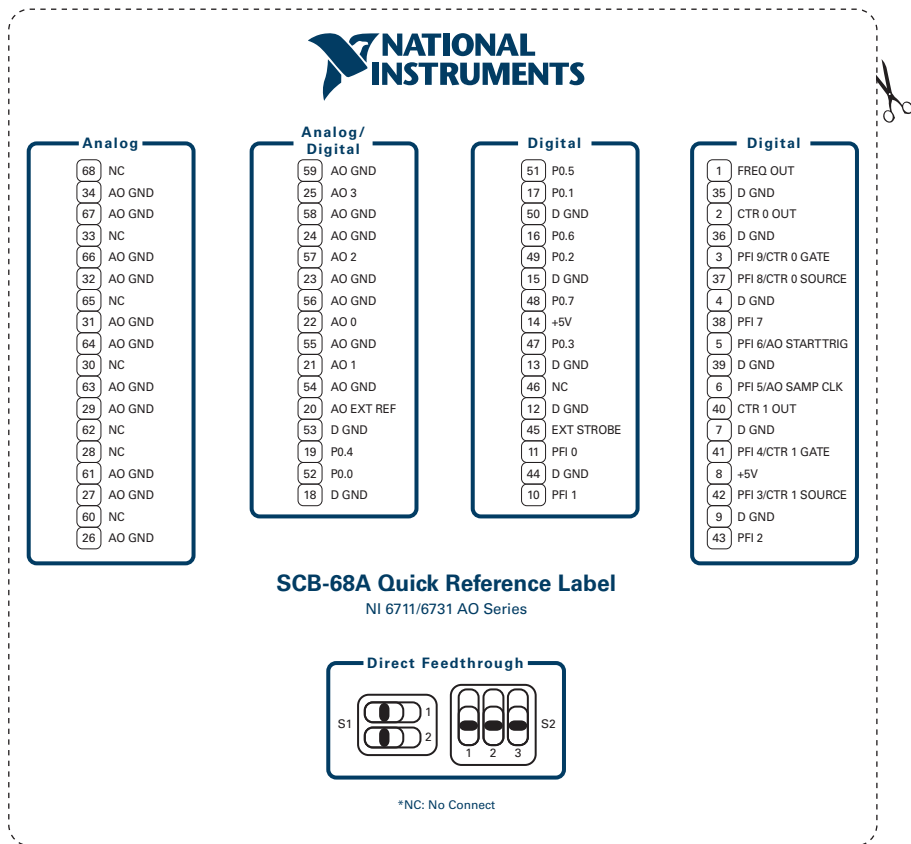 NATIONAL
INSTRUMENTS
Analog
68 NC
34 AO GND
67 AO GND
33 NC
66 AO GND
32 AO GND
65 NC
31 AO GND
64 AO GND
30 NC
63 AO GND
29 AO GND
62 NC
28 NC
61 AO GND
27 AO GND
60 NC
26 AO GND
Analog/
Digital
59 AO GND
25 AO 3
58 AO GND
24 AO GND
57 AO 2
23 AO GND
56 AO GND
22 AO 0
55 AO GND
21 AO 1
54 AO GND
20 AO EXT REF
53 D GND
19 P0.4
52 P0.0
18 D GND
Digital
51 P0.5
17 P0.1
50 D GND
16 P0.6
49 P0.2
15 D GND
48 P0.7
14 +5V
47 P0.3
13 D GND
46 NC
12 D GND
45 EXT STROBE
11 PFI 0
44 D GND
10 PFI 1
Digital
1 FREQ OUT
35 D GND
2 CTR 0 OUT
36 D GND
3 PFI 9/CTR 0 GATE
37 PFI 8/CTR 0 SOURCE
4 D GND
38 PFI 7
5 PFI 6/AO START TRIG
39 D GND
6 PFI 5/AO SAMP CLK
40 CTR 1 OUT
7 D GND
41 PFI 4/CTR 1 GATE
8 +5V
42 PFI 3/CTR 1 SOURCE
9 D GND
43 PFI 2
SCB-68A Quick Reference Label
NI 6711/6731 AO Series
Direct Feedthrough
S1 1
2
S2
1 2 3
*NC: No Connect